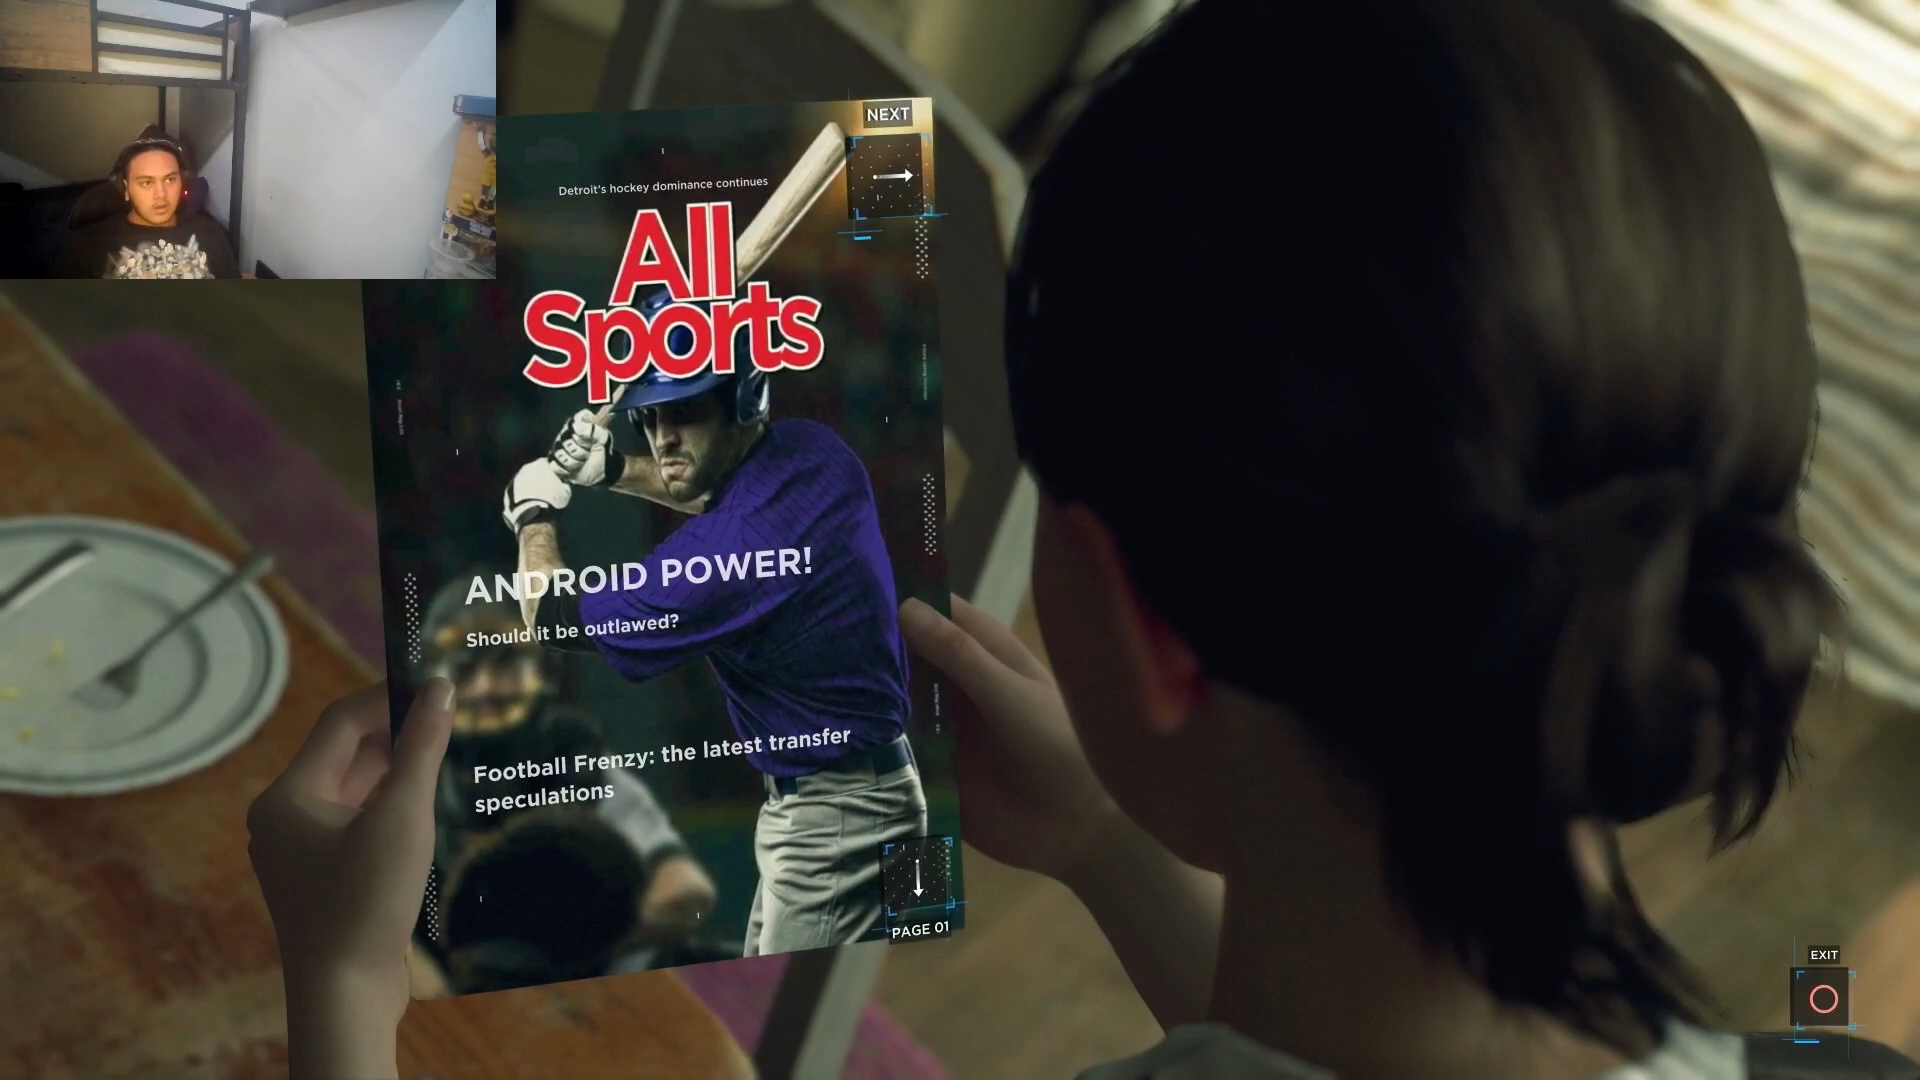 NEXT
Detroit's hockey dominance continues
All
Sports
ANDROID POWER!
Should it be outlawed?
Football Frenzy: the latest transfer
speculations
PAGE 01
EXIT